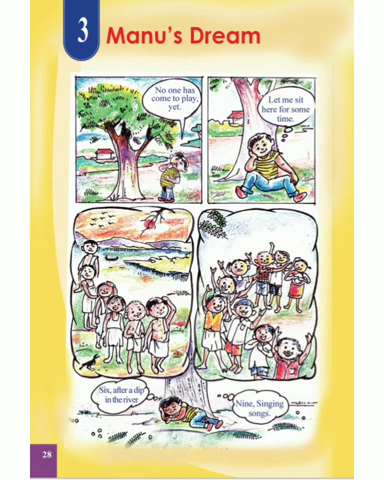 3
Manu's Dream
No one has
come to play,
yet.
Let me sit
here for some
time.
Six, after a dip
in the river
Nine, Singing
songs.
28